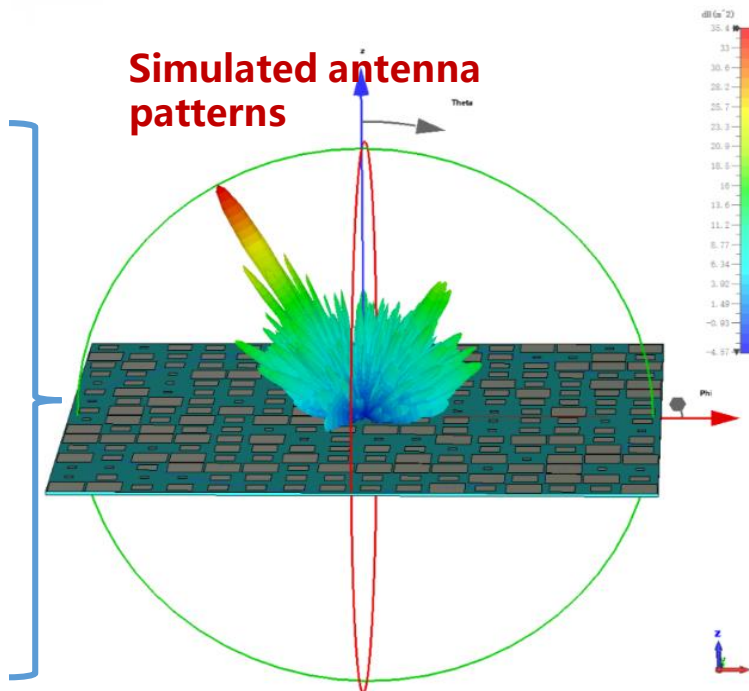 dB(m^2)
35.4
33
30.6
28.2
25.7
23.3
20.9
18.5
16
13.6
11.2
8.77
6.34
3.92
1.49
-0.93
-4.57
Simulated antenna
patterns
z
Theta
Phi
z